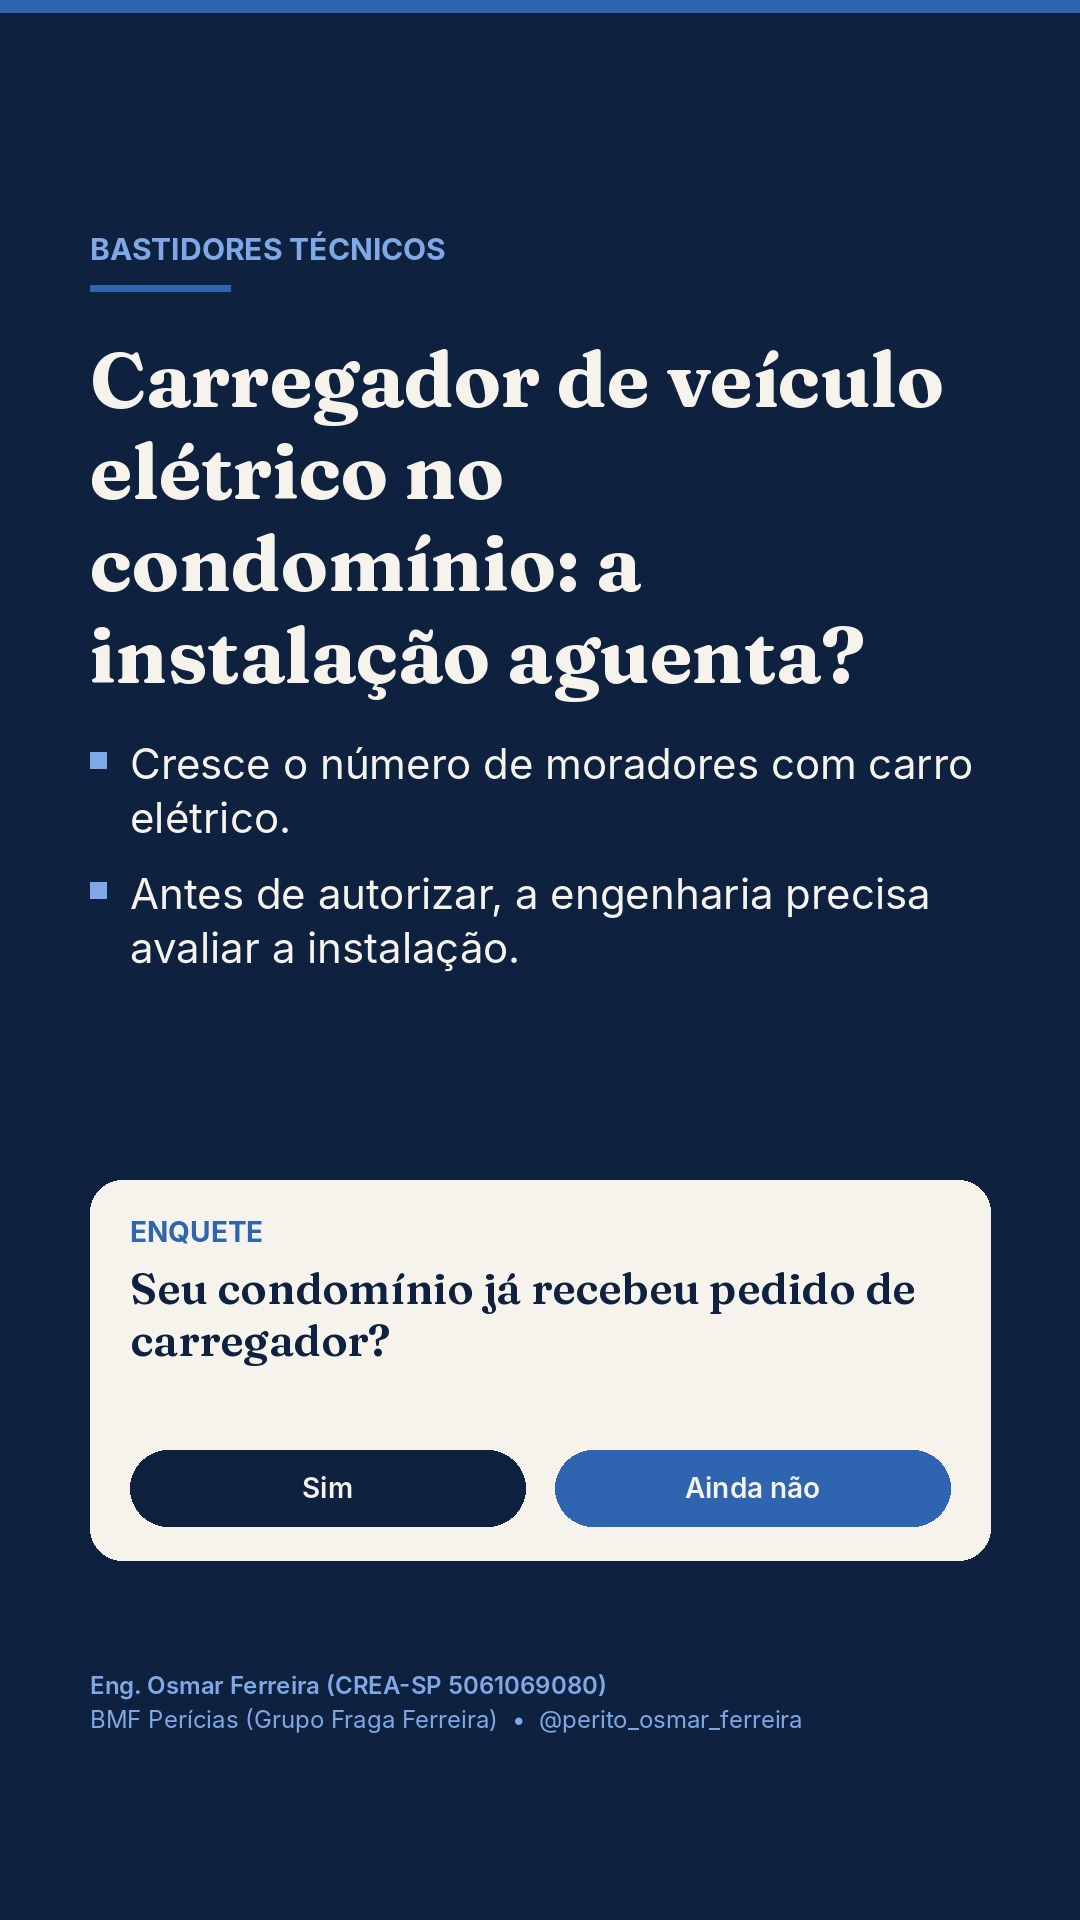 BASTIDORES TÉCNICOS
Carregador de veículo
elétrico no
condomínio: a
instalação aguenta?
Cresce o número de moradores com carro
elétrico.
Antes de autorizar, a engenharia precisa
avaliar a instalação.
ENQUETE
Seu condomínio já recebeu pedido de
carregador?
Sim
Ainda não
Eng. Osmar Ferreira (CREA-SP 5061069080)
BMF Perícias (Grupo Fraga Ferreira) • @perito_osmar_ferreira